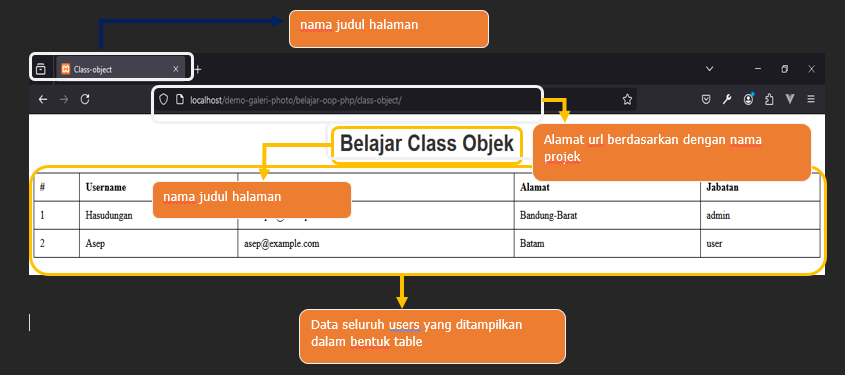 nama judul halaman
Class-object
localhost/demo-galeri-photo/belajar-oop-php/class-object/
Belajar Class Objek
Alamat url berdasarkan dengan nama
projek
nama judul halaman
# Username Alamat Jabatan
1 Hasudungan Bandung-Barat admin
2 Asep asep@example.com Batam user
Data seluruh users yang ditampilkan
dalam bentuk table